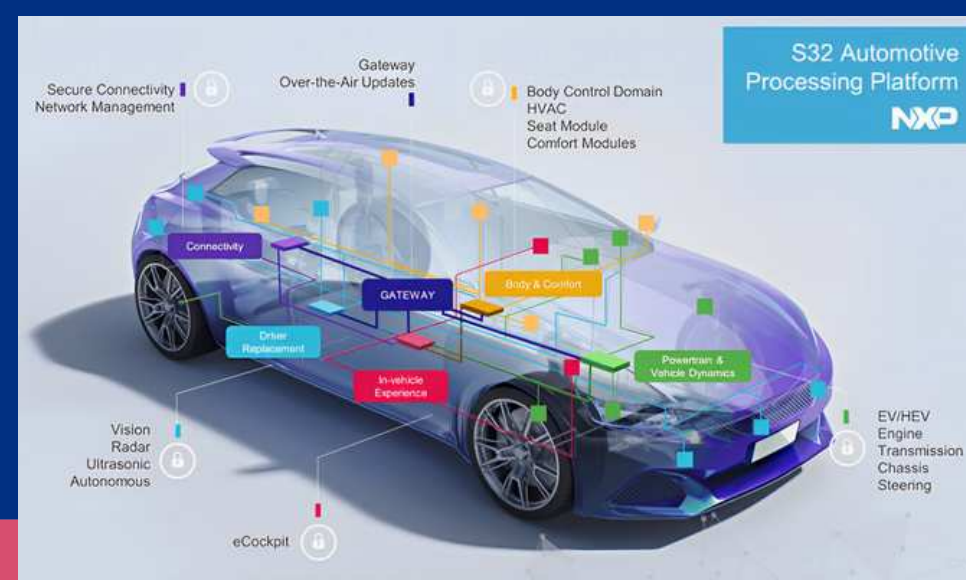 S32 Automotive
Processing Platform
NXP
Secure Connectivity
Network Management
Gateway
Over-the-Air Updates
Body Control Domain
HVAC
Seat Module
Comfort Modules
Connectivity
GATEWAY
Body & Comfort
Driver
Replacement
In-vehicle
Experience
Powertrain &
Vehicle Dynamics
Vision
Radar
Ultrasonic
Autonomous
eCockpit
EV/HEV
Engine
Transmission
Chassis
Steering